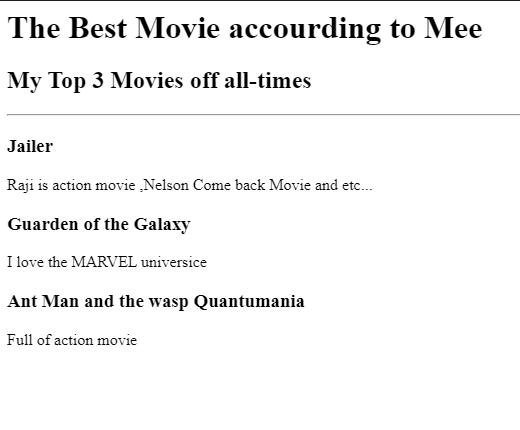 The Best Movie accourding to Mee
My Top 3 Movies off all-times
Jailer
Raji is action movie ,Nelson Come back Movie and etc...
Guarden of the Galaxy
I love the MARVEL universice
Ant Man and the wasp Quantumania
Full of action movie